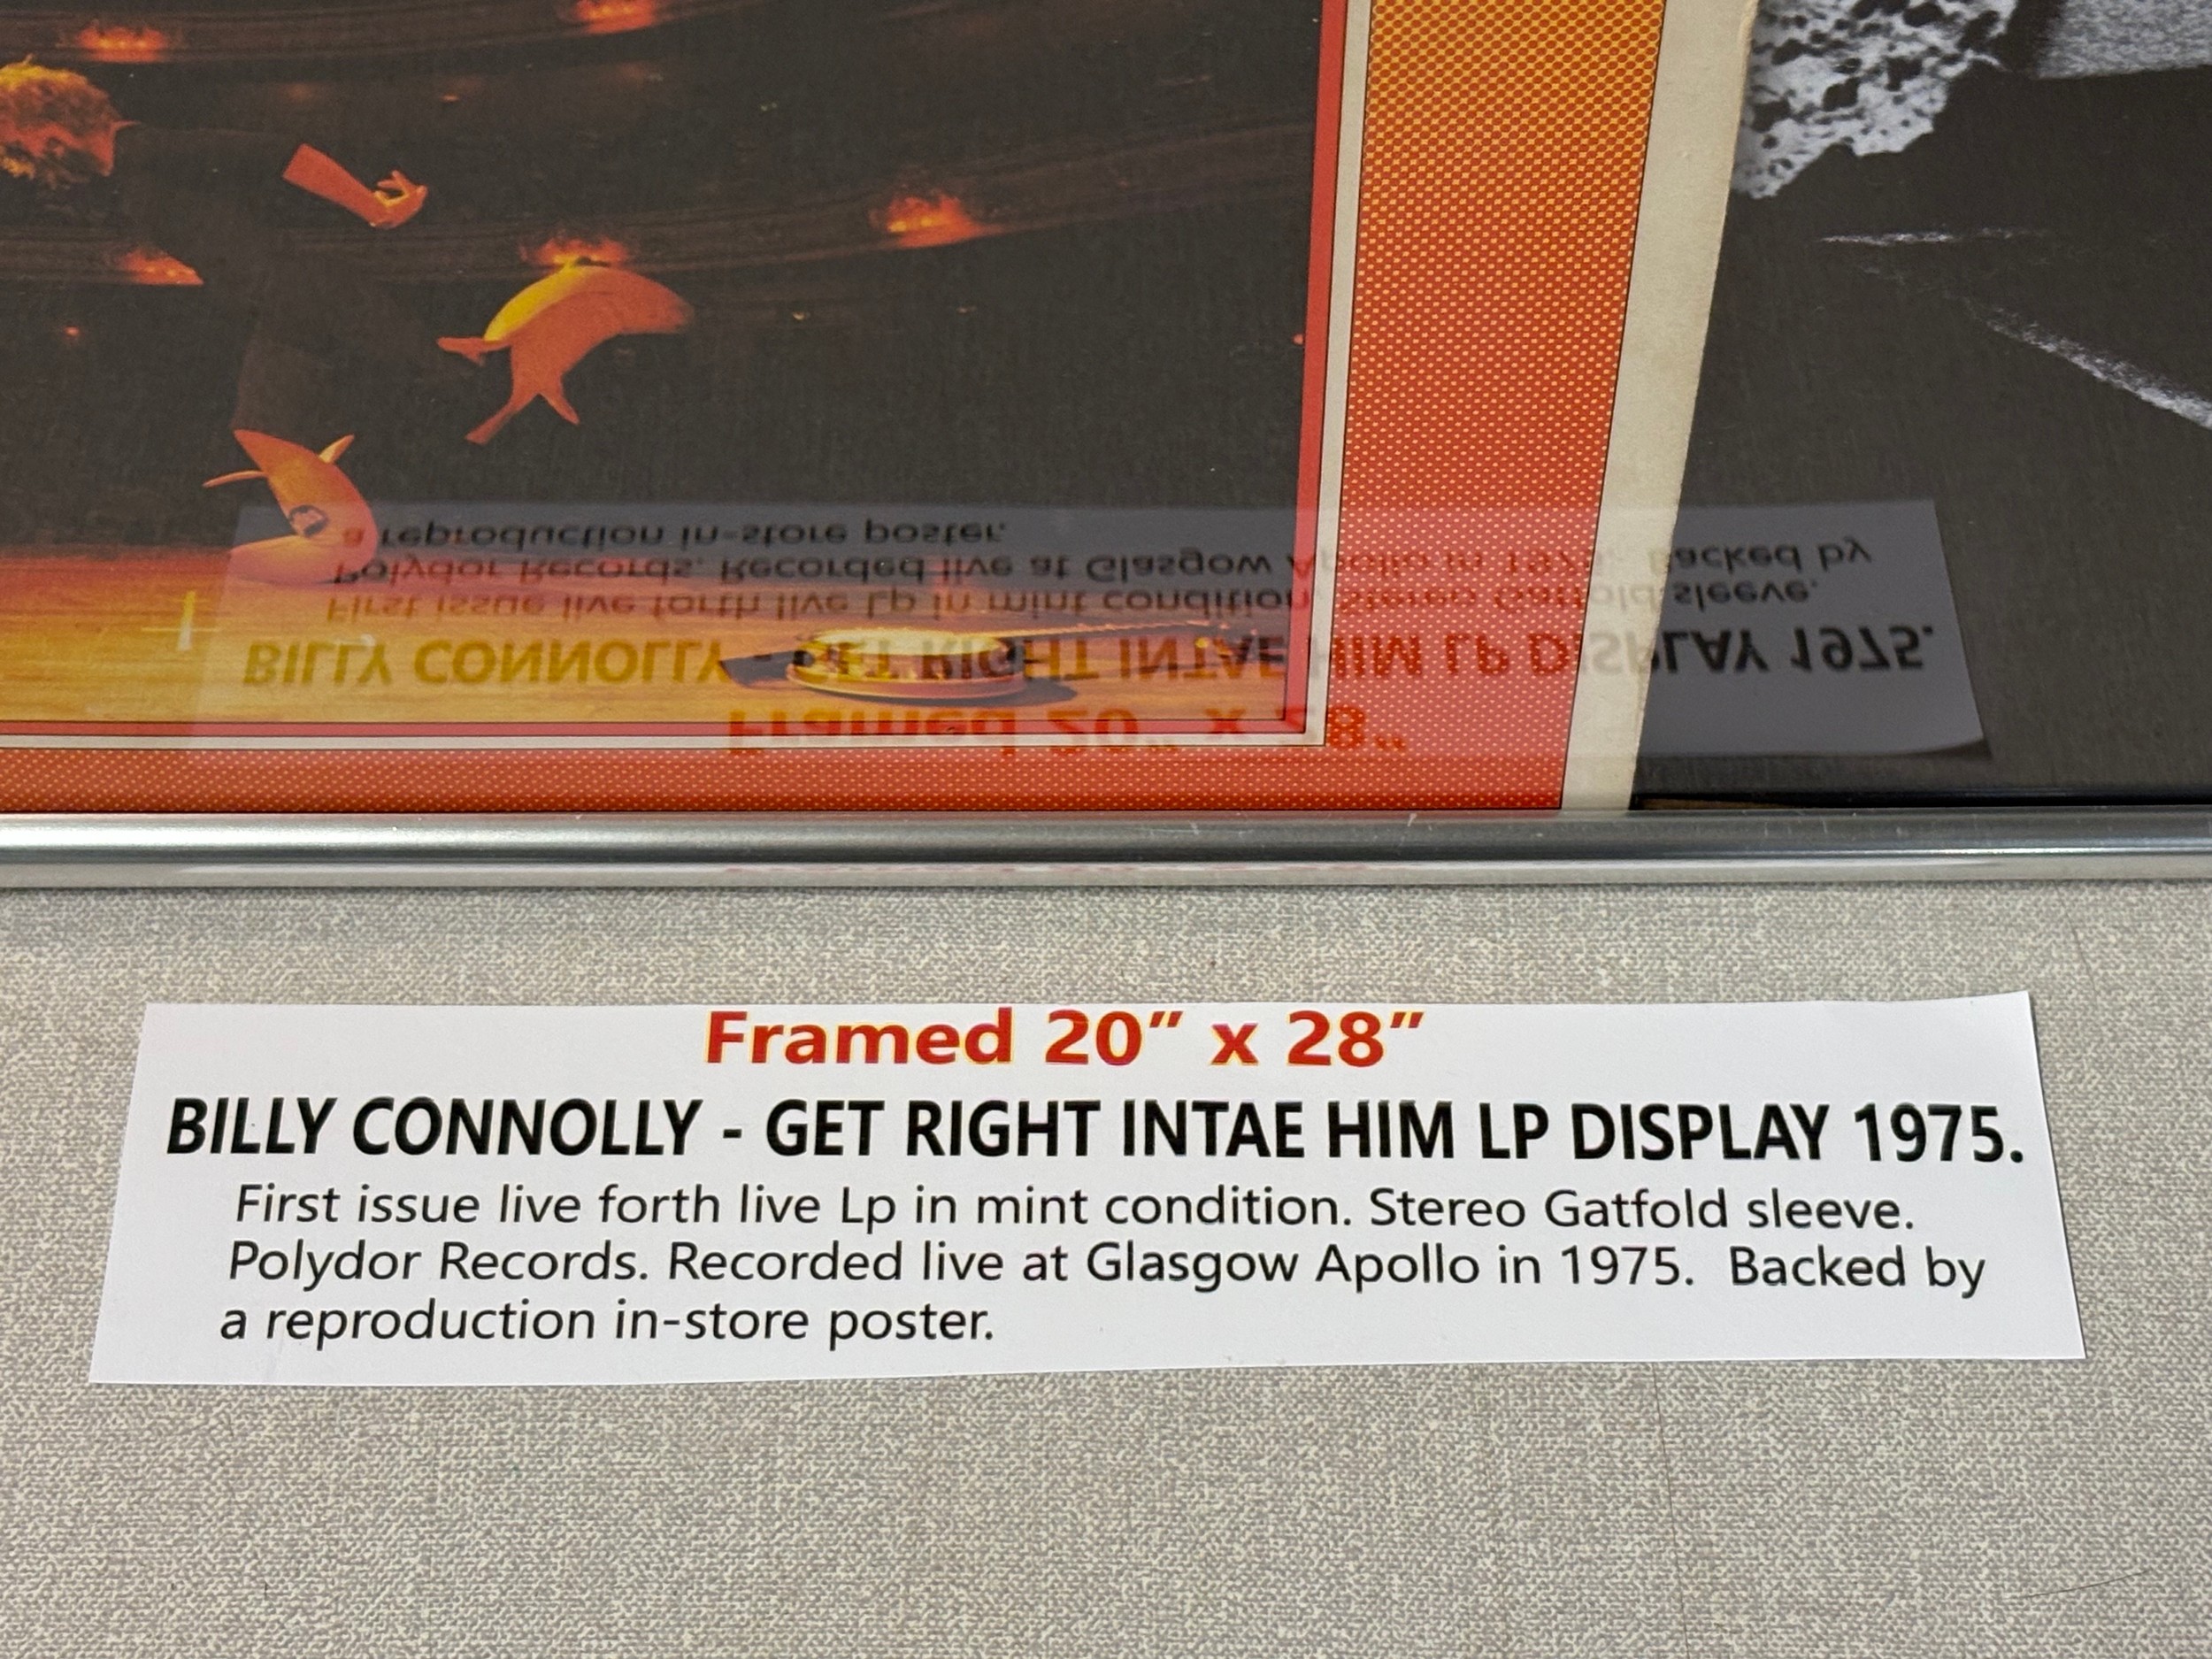 Framed 20” x 28”
BILLY CONNOLLY - GET RIGHT INTAE HIM LP DISPLAY 1975.
First issue live forth live Lp in mint condition. Stereo Gatfold sleeve.
Polydor Records. Recorded live at Glasgow Apollo in 1975. Backed by
a reproduction in-store poster.